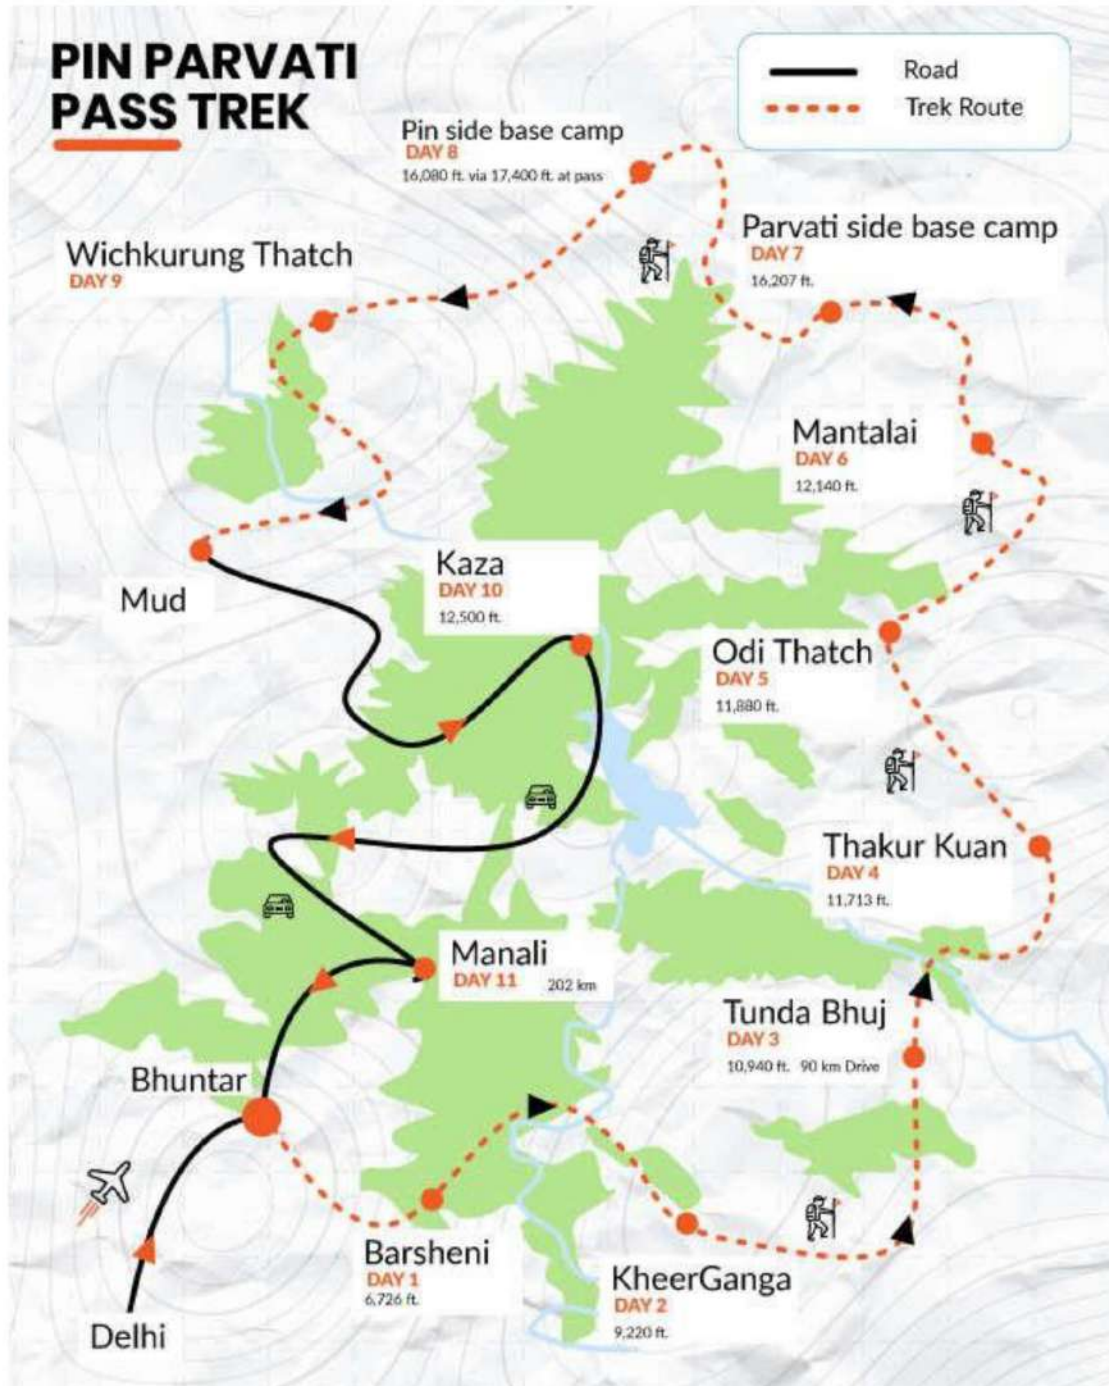 PIN PARVATI
PASS TREK
Road
Trek Route
Pin side base camp
DAY 8
16,080 ft. via 17,400 ft. at pass
Parvati side base camp
DAY 7
16,207 ft.
Wichkurung Thatch
DAY 9
Mantalai
DAY 6
12,140 ft.
Kaza
DAY 10
12,500 ft.
Mud
Odi Thatch
DAY 5
11,880 ft.
Thakur Kuan
DAY 4
11,713 ft.
Manali
DAY 11 202 km
Tunda Bhuj
DAY 3
10,940 ft. 90 km Drive
Bhuntar
Barsheni
DAY 1
6,726 ft.
KheerGanga
DAY 2
9,220 ft.
Delhi